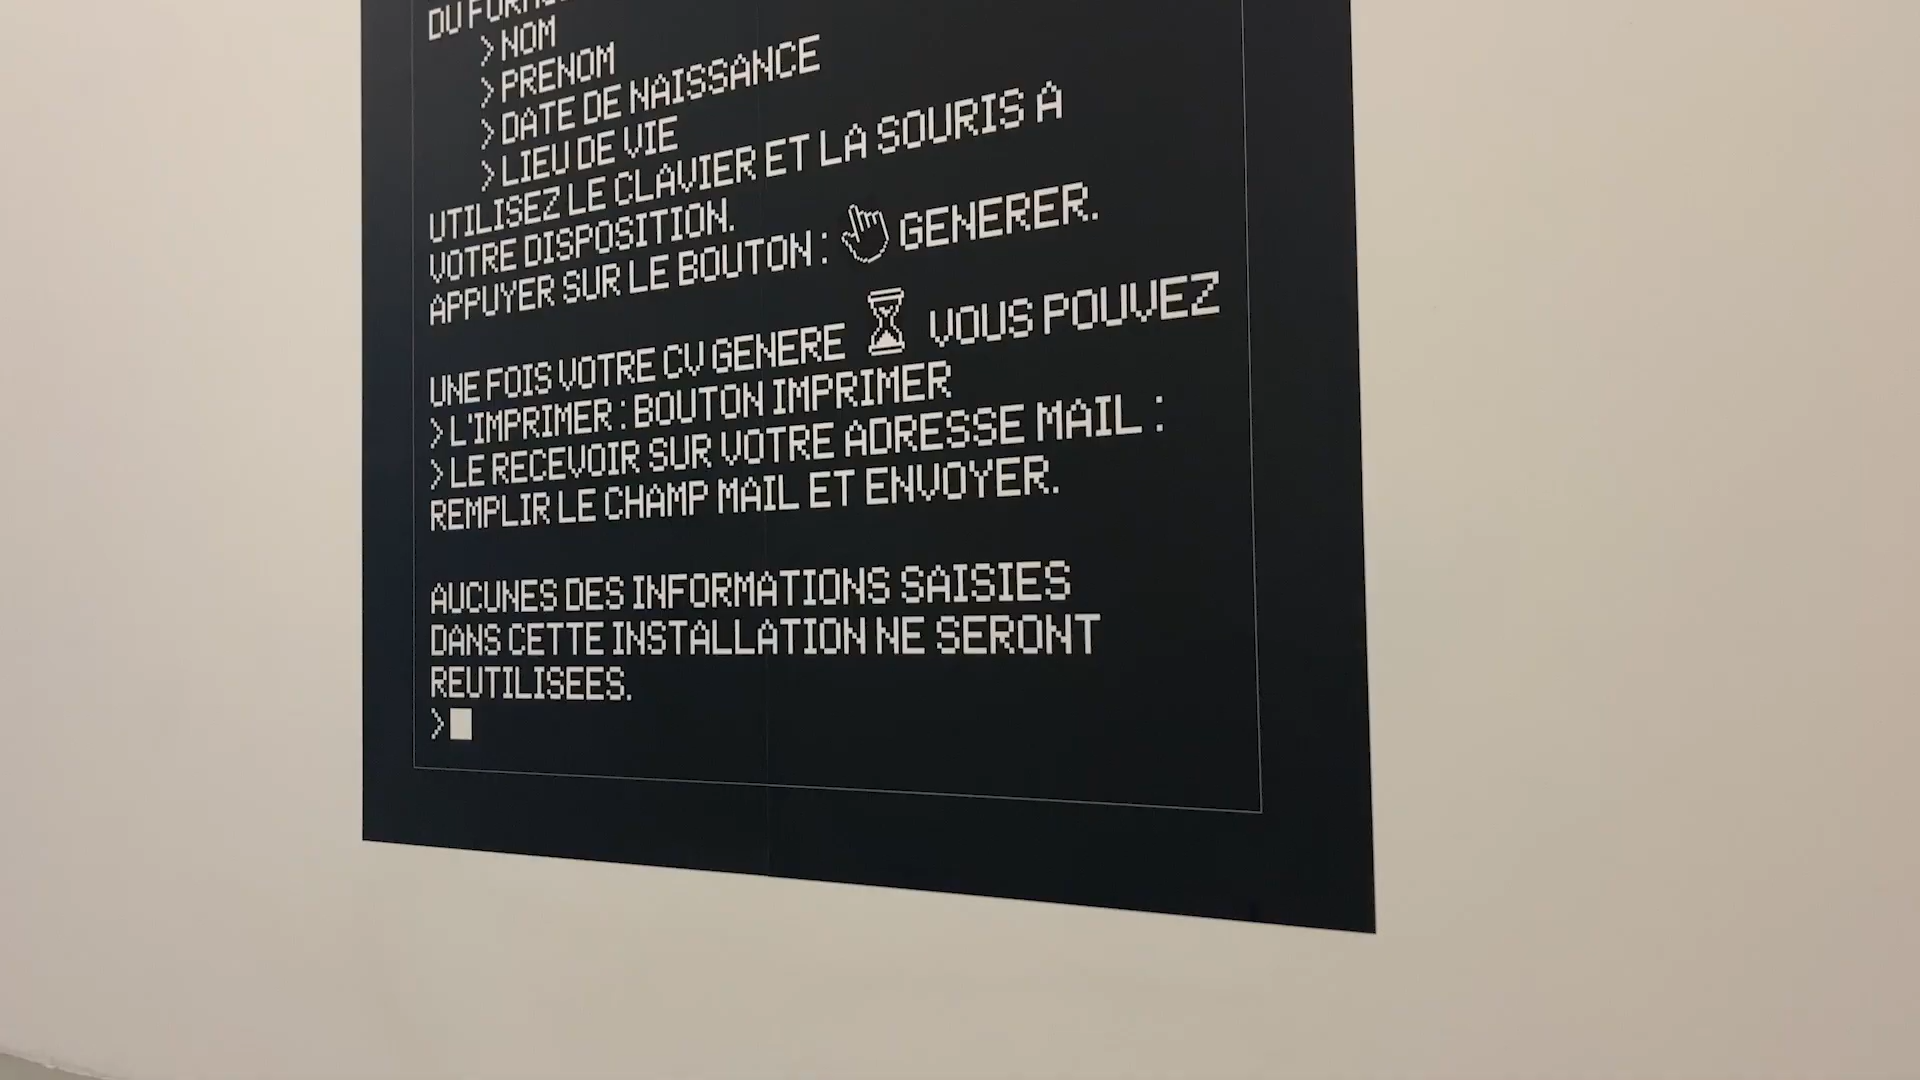 DU
> NOM
> PRENOM
> DATE DE NAISSANCE
> LIEU DE VIE
UTILISEZ LE CLAVIER ET LA SOURIS A
VOTRE DISPOSITION.
APPUYER SUR LE BOUTON : GENERER.
UNE FOIS VOTRE CV GENERE VOUS POUVEZ
> L'IMPRIMER : BOUTON IMPRIMER
> LE RECEVOIR SUR VOTRE ADRESSE MAIL :
REMPLIR LE CHAMP MAIL ET ENVOYER.
AUCUNES DES INFORMATIONS SAISIES
DANS CETTE INSTALLATION NE SERONT
REUTILISEES.
>